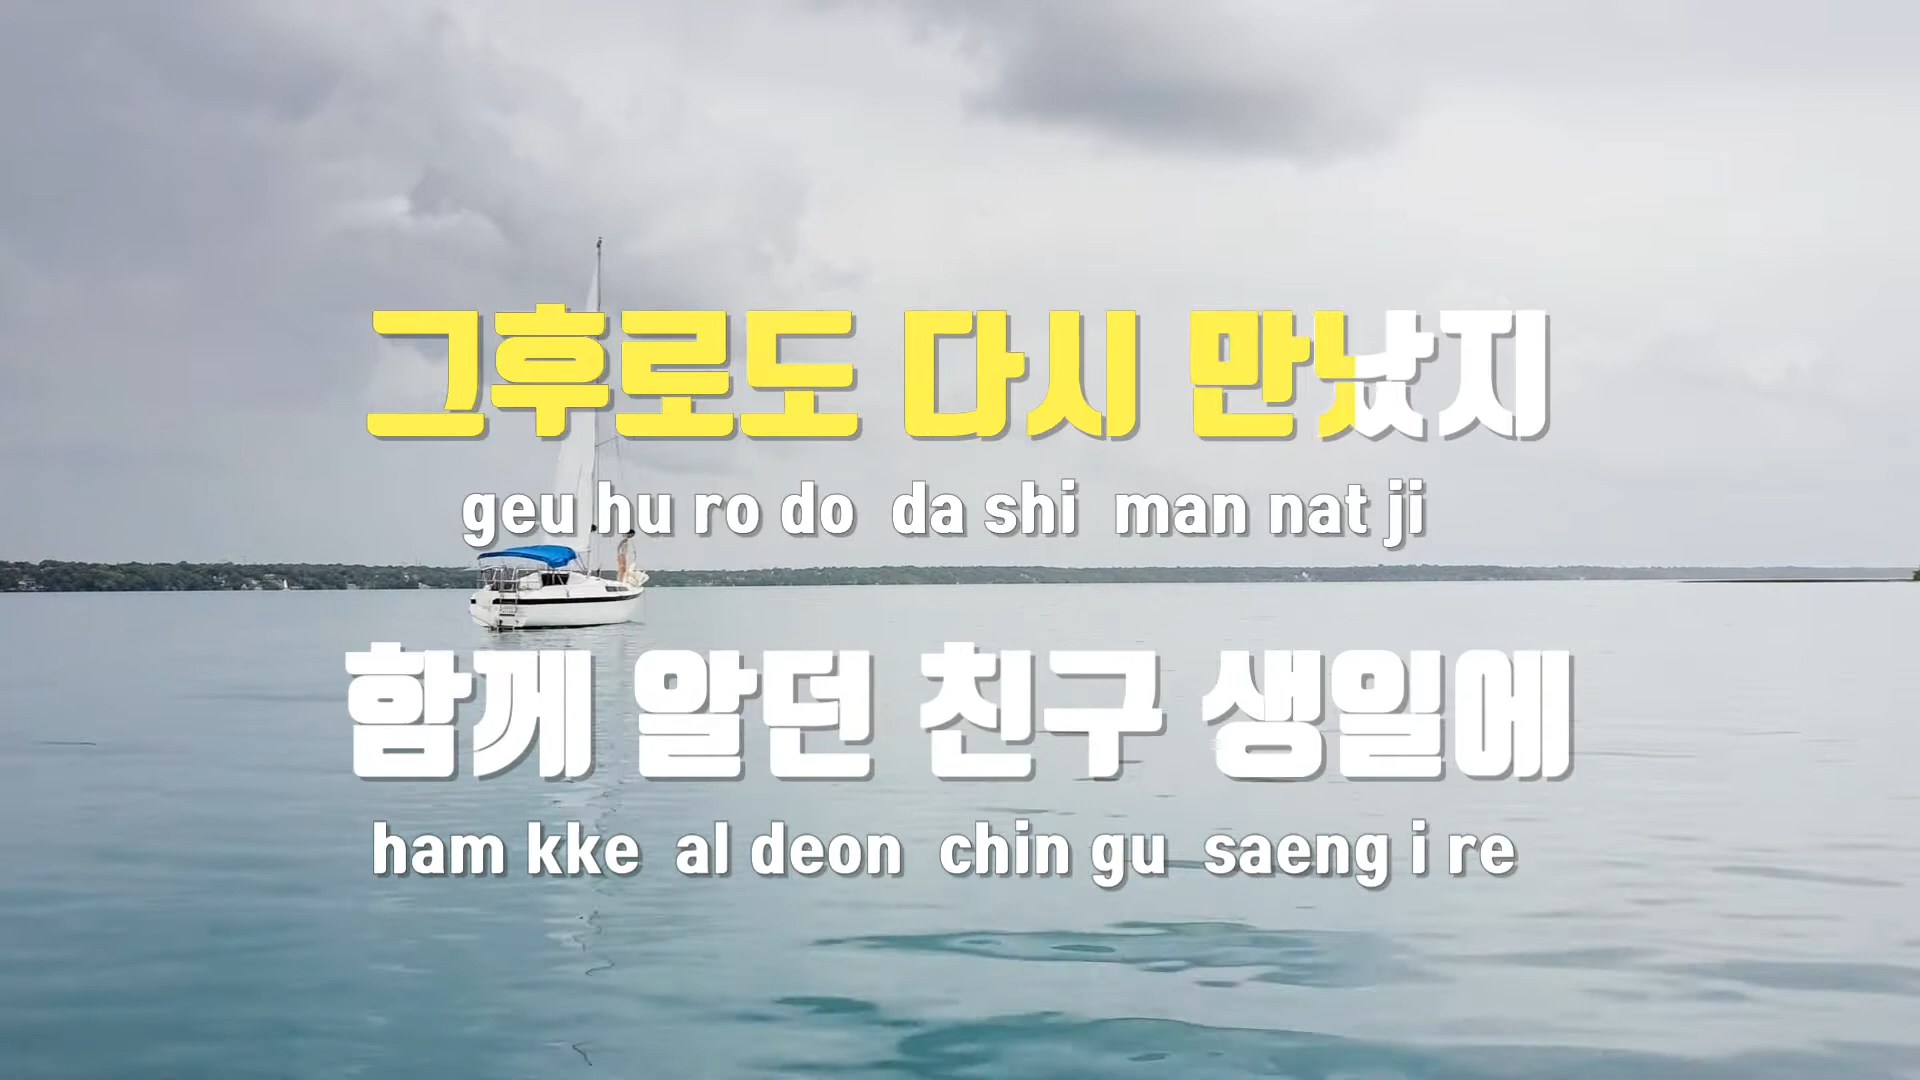 그후로도 다시 만났지
geu hu ro do da shi man nat ji
함께 알던 친구 생일에
ham kke al deon chin gu saeng i re